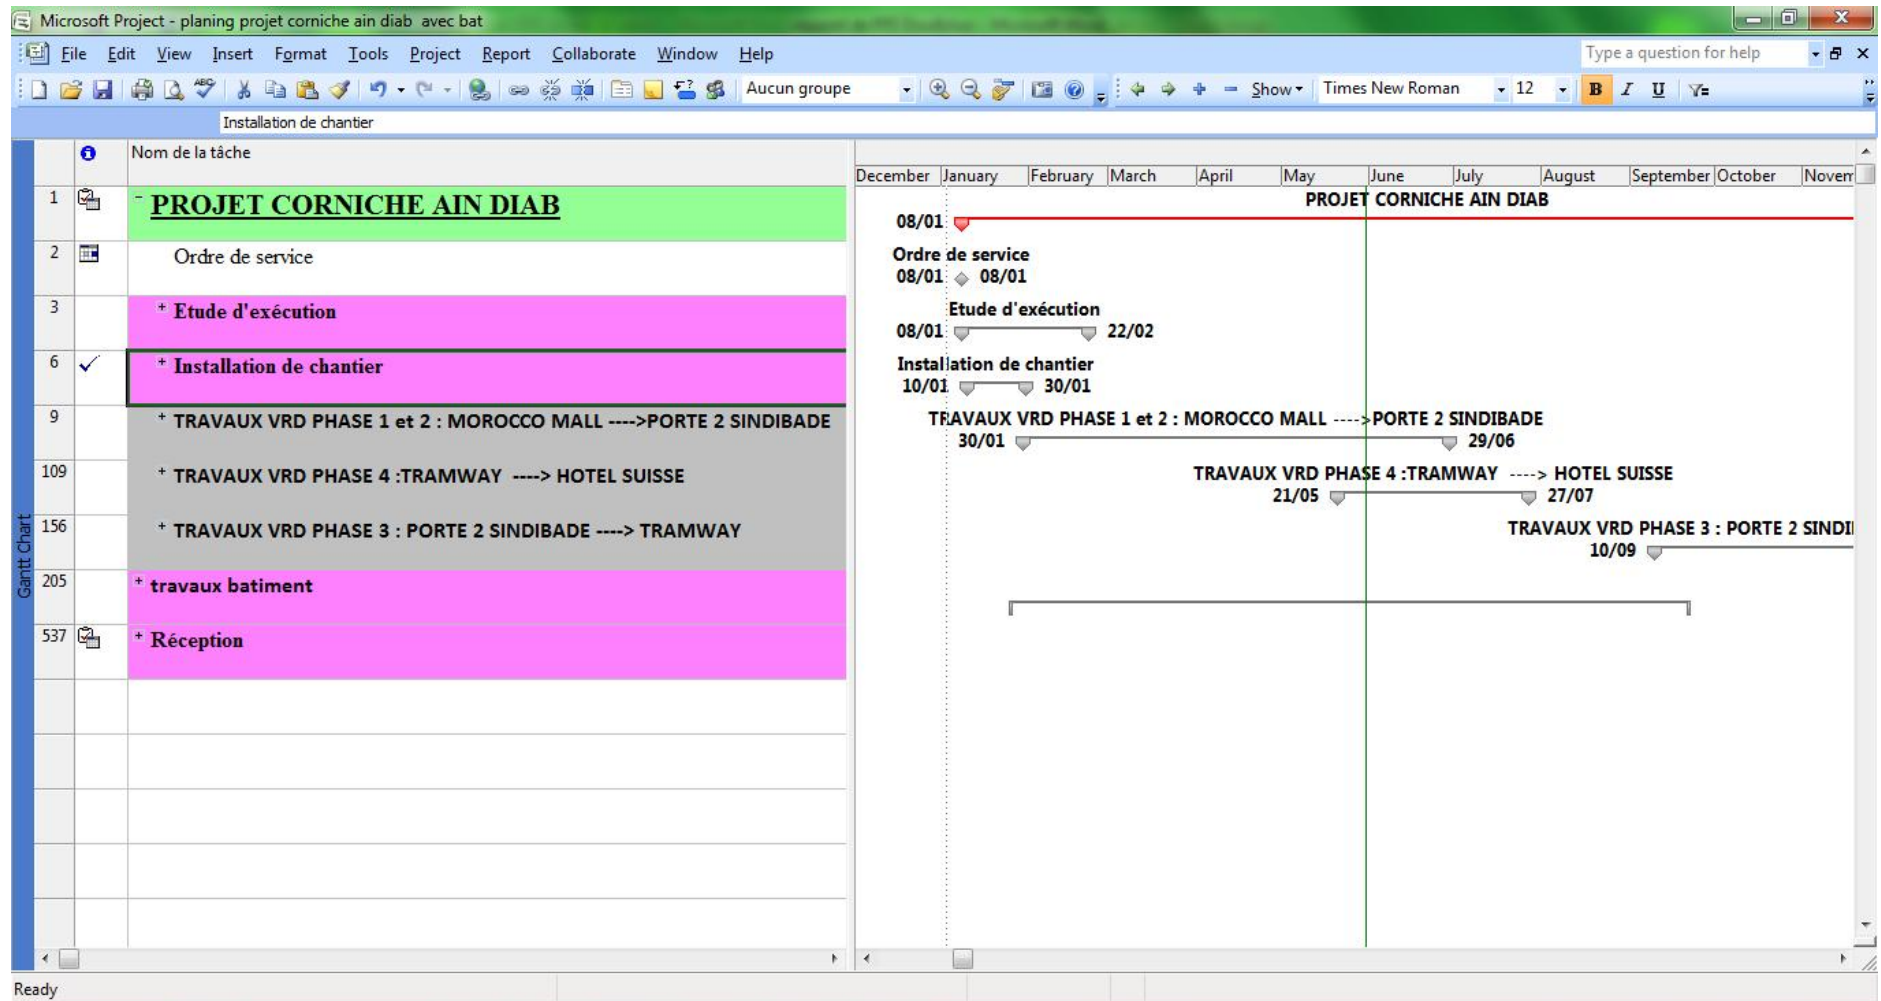 Microsoft Project - planing projet corniche ain diab avec bat
File Edit View Insert Format Tools Project Report Collaborate Window Help
Type a question for help
Aucun groupe
Show
Times New Roman
12
B I U
Installation de chantier
Nom de la tâche
December January February March April May June July August September October Novem
1 PROJET CORNICHE AIN DIAB
PROJET CORNICHE AIN DIAB
08/01
2 Ordre de service
Ordre de service
08/01 08/01
3 + Etude d'exécution
Etude d'exécution
08/01 22/02
6 + Installation de chantier
Installation de chantier
10/01 30/01
9 + TRAVAUX VRD PHASE 1 et 2 : MOROCCO MALL ---->PORTE 2 SINDIBADE
TRAVAUX VRD PHASE 1 et 2 : MOROCCO MALL ---->PORTE 2 SINDIBADE
30/01 29/06
109 + TRAVAUX VRD PHASE 4 :TRAMWAY ----> HOTEL SUISSE
TRAVAUX VRD PHASE 4 :TRAMWAY ----> HOTEL SUISSE
21/05 27/07
156 + TRAVAUX VRD PHASE 3 : PORTE 2 SINDIBADE ----> TRAMWAY
TRAVAUX VRD PHASE 3 : PORTE 2 SINDI
10/09
205 + travaux batiment
537 + Réception
Gantt Chart
Ready